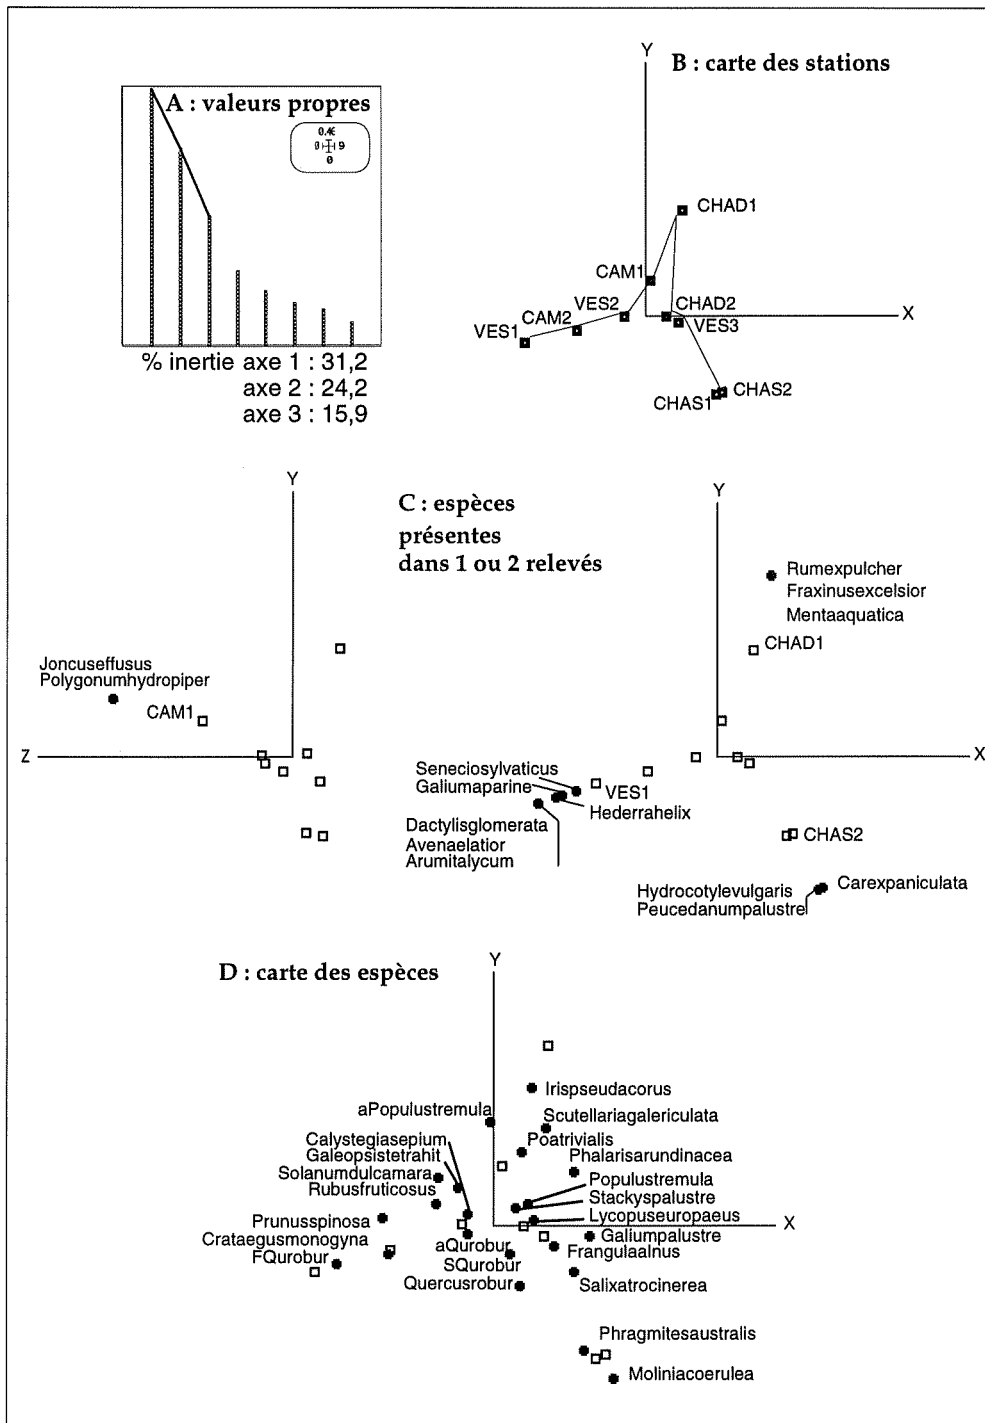 Y
B : carte des stations
A : valeurs propres
0
9
0
CHAD1
CAM1
VES2
CHAD2
X
CAM2
VES1
VES3
% inertie axe 1 : 31,2
axe 2 : 24,2
axe 3 : 15,9
CHAS1
CHAS2
Y
Y
C : espèces
présentes
dans 1 ou 2 relevés
Rumexpulcher
Fraxinusexcelsior
Mentaaquatica
CHAD1
Joncuseffusus
Polygonumhydropiper
CAM1
Z
X
Seneciosylvaticus
Galiumaparine
VES1
Hederrahelix
Dactylisglomerata
Avenaelatior
Arumitalycum
CHAS2
Hydrocotylevulgaris
Peucedanumpalustre
Carexpaniculata
D : carte des espèces
Y
Irispseudacorus
aPopulustremula
Scutellariagalericulata
Calystegiasepium
Poatrivialis
Galeopsistetrahit
Phalarisarundinacea
Solanumdulcamara
Populustremula
Rubusfruticosus
Stackyspalustre
Lycopuseuropaeus
Prunusspinosa
X
Crataegusmonogyna
aQurobur
Galiumpalustre
FQurobur
SQurobur
Frangulaalnus
Quercusrobur
Salixatrocinerea
Phragmitesaustralis
Moliniacoerulea